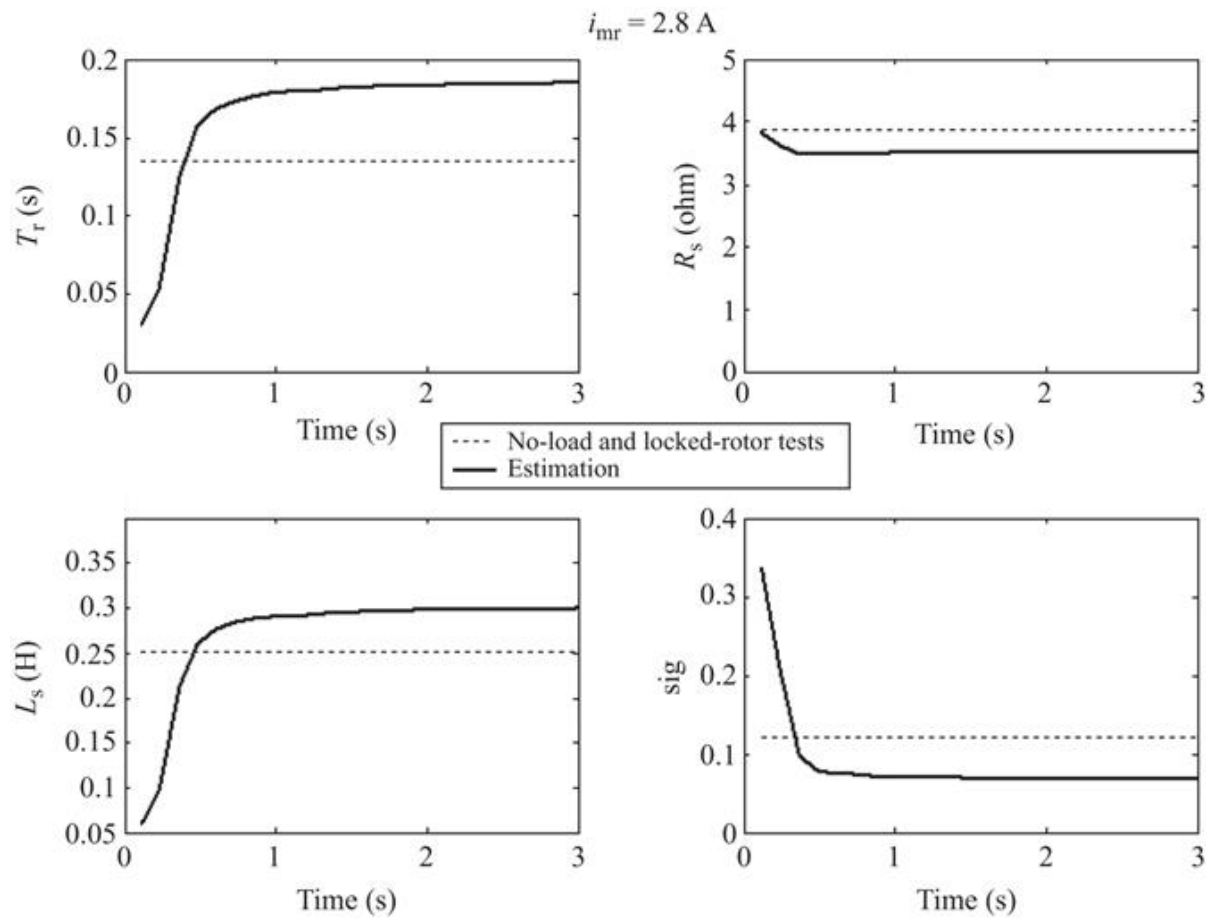 i_mr = 2.8 A
0.2
0.15
0.1
0.05
0
T_r (s)
0 1 2 3
Time (s)
5
4
3
2
1
0
R_s (ohm)
0 1 2 3
Time (s)
No-load and locked-rotor tests
Estimation
0.35
0.3
0.25
0.2
0.15
0.1
0.05
L_s (H)
0 1 2 3
Time (s)
0.4
0.3
0.2
0.1
0
sig
0 1 2 3
Time (s)